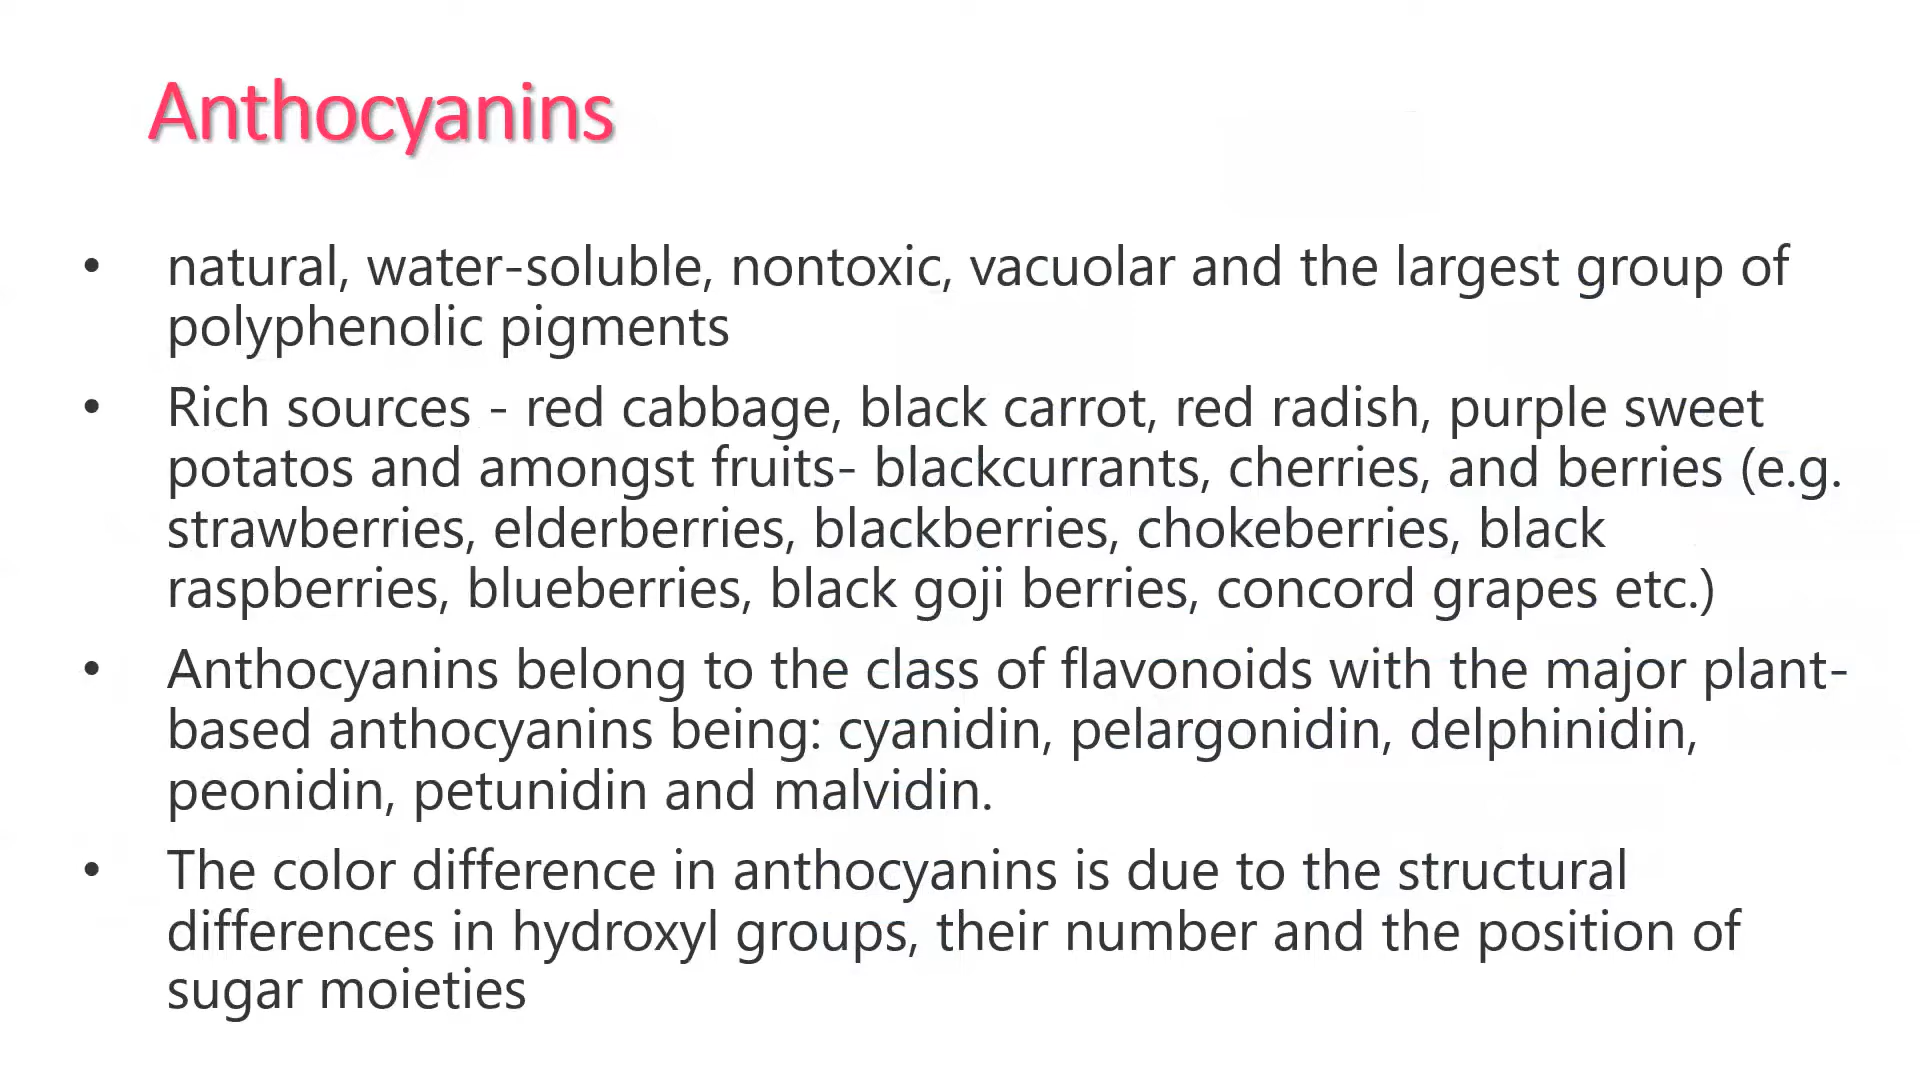 Anthocyanins
• natural, water-soluble, nontoxic, vacuolar and the largest group of
polyphenolic pigments
• Rich sources - red cabbage, black carrot, red radish, purple sweet
potatos and amongst fruits- blackcurrants, cherries, and berries (e.g.
strawberries, elderberries, blackberries, chokeberries, black
raspberries, blueberries, black goji berries, concord grapes etc.)
• Anthocyanins belong to the class of flavonoids with the major plant-
based anthocyanins being: cyanidin, pelargonidin, delphinidin,
peonidin, petunidin and malvidin.
• The color difference in anthocyanins is due to the structural
differences in hydroxyl groups, their number and the position of
sugar moieties